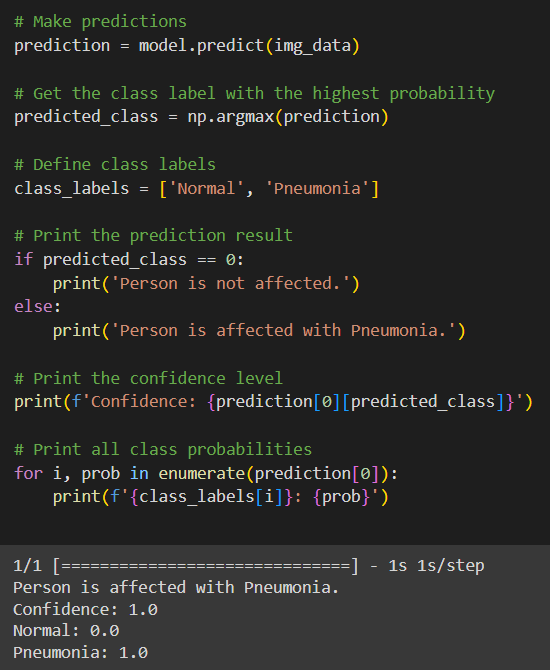 # Make predictions
prediction = model.predict(img_data)
# Get the class label with the highest probability
predicted_class = np.argmax(prediction)
# Define class labels
class_labels = ['Normal', 'Pneumonia']
# Print the prediction result
if predicted_class == 0:
    print('Person is not affected.')
else:
    print('Person is affected with Pneumonia.')
# Print the confidence level
print(f'Confidence: {prediction[0][predicted_class]}')
# Print all class probabilities
for i, prob in enumerate(prediction[0]):
    print(f'{class_labels[i]}: {prob}')
1/1 [==============================] - 1s 1s/step
Person is affected with Pneumonia.
Confidence: 1.0
Normal: 0.0
Pneumonia: 1.0